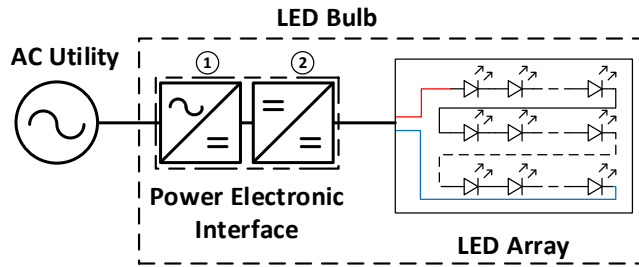 LED Bulb
AC Utility
1
2
Power Electronic
Interface
LED Array